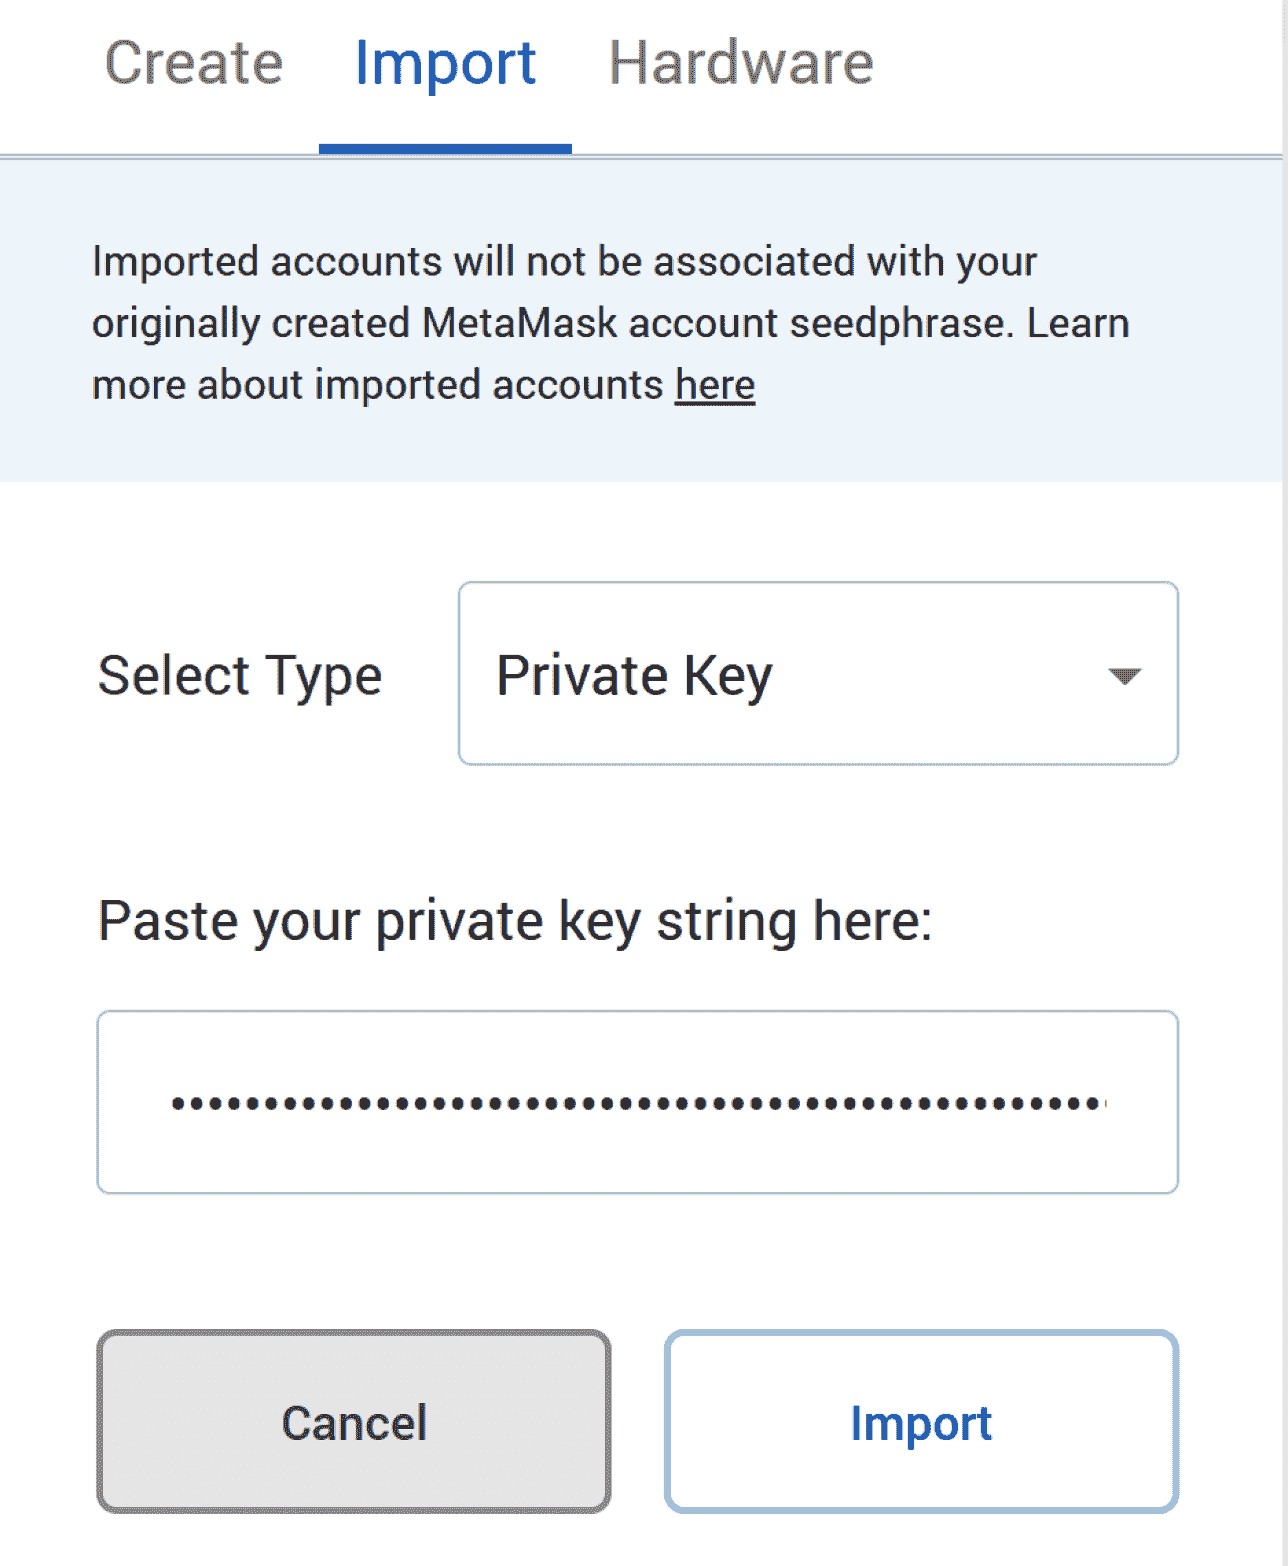 Create Import Hardware
Imported accounts will not be associated with your
originally created MetaMask account seedphrase. Learn
more about imported accounts here
Select Type Private Key
Paste your private key string here:
Cancel Import